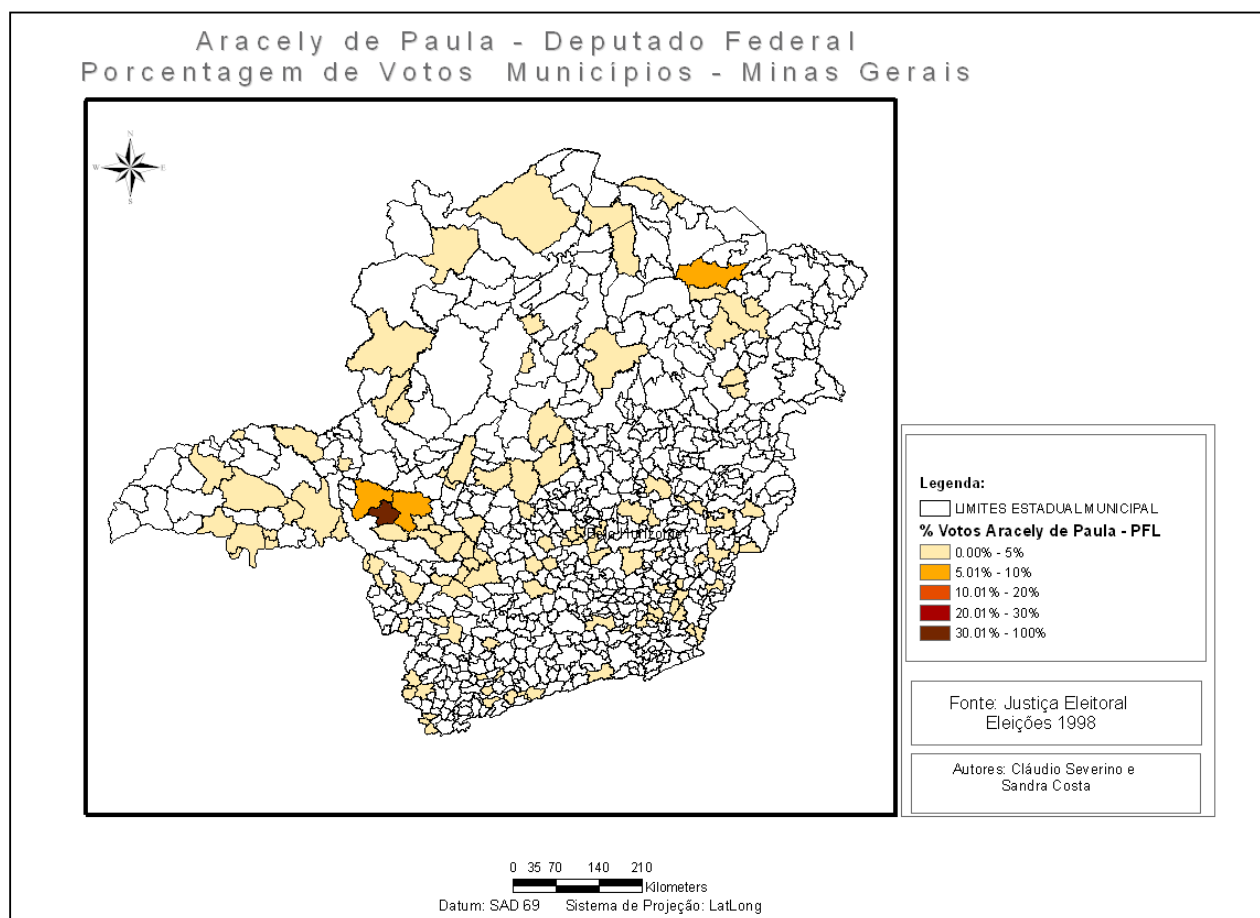 Aracely de Paula - Deputado Federal
Porcentagem de Votos Municípios - Minas Gerais
N
W E
S
Belo Horizonte
Legenda:
LIMITES ESTADUAL MUNICIPAL
% Votos Aracely de Paula - PFL
0.00% - 5%
5.01% - 10%
10.01% - 20%
20.01% - 30%
30.01% - 100%
Fonte: Justiça Eleitoral
Eleições 1998
Autores: Cláudio Severino e
Sandra Costa
0 35 70 140 210
Kilometers
Datum: SAD 69 Sistema de Projeção: LatLong